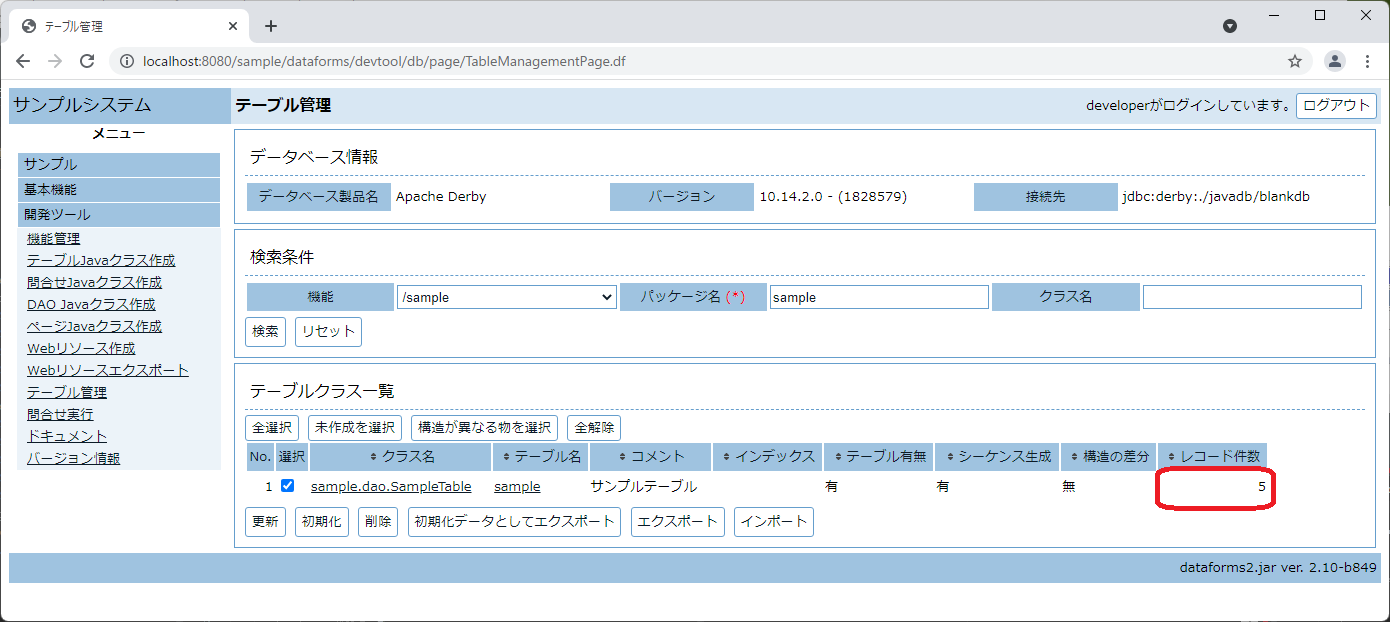 テーブル管理
localhost:8080/sample/dataforms/devtool/db/page/TableManagementPage.df
サンプルシステム
テーブル管理
developerがログインしています。 ログアウト
メニュー
サンプル
基本機能
開発ツール
機能管理
テーブルJavaクラス作成
問合せJavaクラス作成
DAO Javaクラス作成
ページJavaクラス作成
Webリソース作成
Webリソースエクスポート
テーブル管理
問合せ実行
ドキュメント
バージョン情報
データベース情報
データベース製品名 Apache Derby バージョン 10.14.2.0 - (1828579) 接続先 jdbc:derby:./javadb/blankdb
検索条件
機能 /sample パッケージ名 (*) sample クラス名
検索 リセット
テーブルクラス一覧
全選択 未作成を選択 構造が異なる物を選択 全解除
No. 選択 クラス名 テーブル名 コメント インデックス テーブル有無 シーケンス生成 構造の差分 レコード件数
1 sample.dao.SampleTable sample サンプルテーブル 有 有 無 5
更新 初期化 削除 初期化データとしてエクスポート エクスポート インポート
dataforms2.jar ver. 2.10-b849